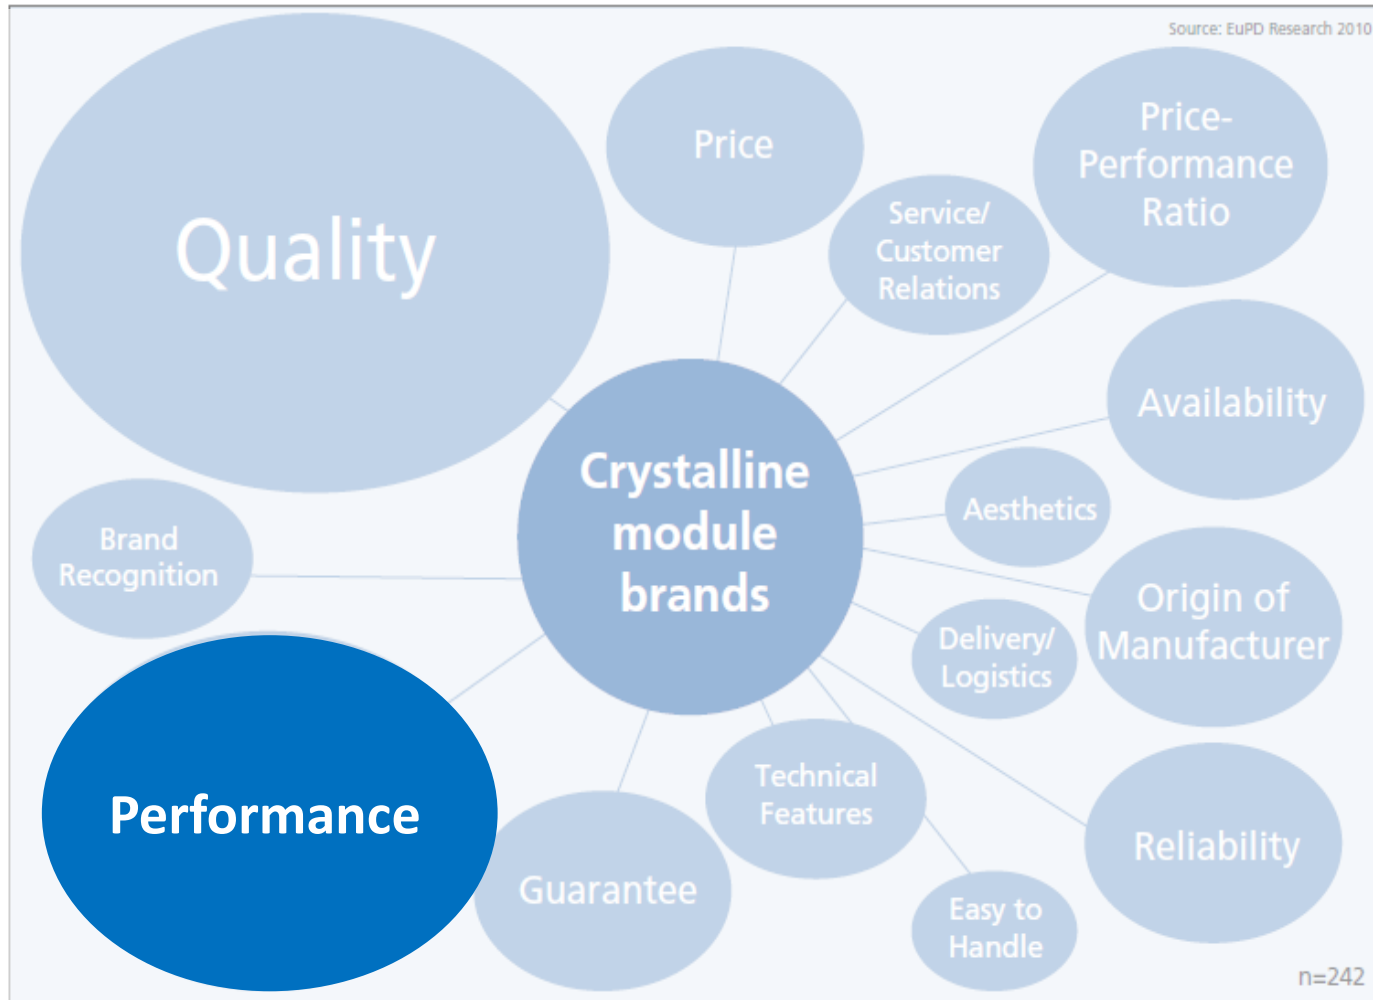 Source: EuPD Research 2010
Quality
Price
Price-
Performance
Ratio
Service/
Customer
Relations
Availability
Crystalline
module
brands
Aesthetics
Brand
Recognition
Origin of
Manufacturer
Delivery/
Logistics
Performance
Technical
Features
Guarantee
Reliability
Easy to
Handle
n=242